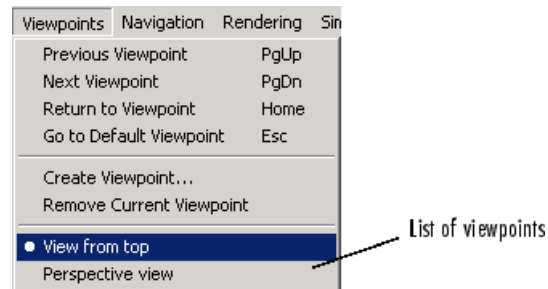 Viewpoints Navigation Rendering Sin
Previous Viewpoint PgUp
Next Viewpoint PgDn
Return to Viewpoint Home
Go to Default Viewpoint Esc
Create Viewpoint...
Remove Current Viewpoint
View from top
Perspective view
List of viewpoints